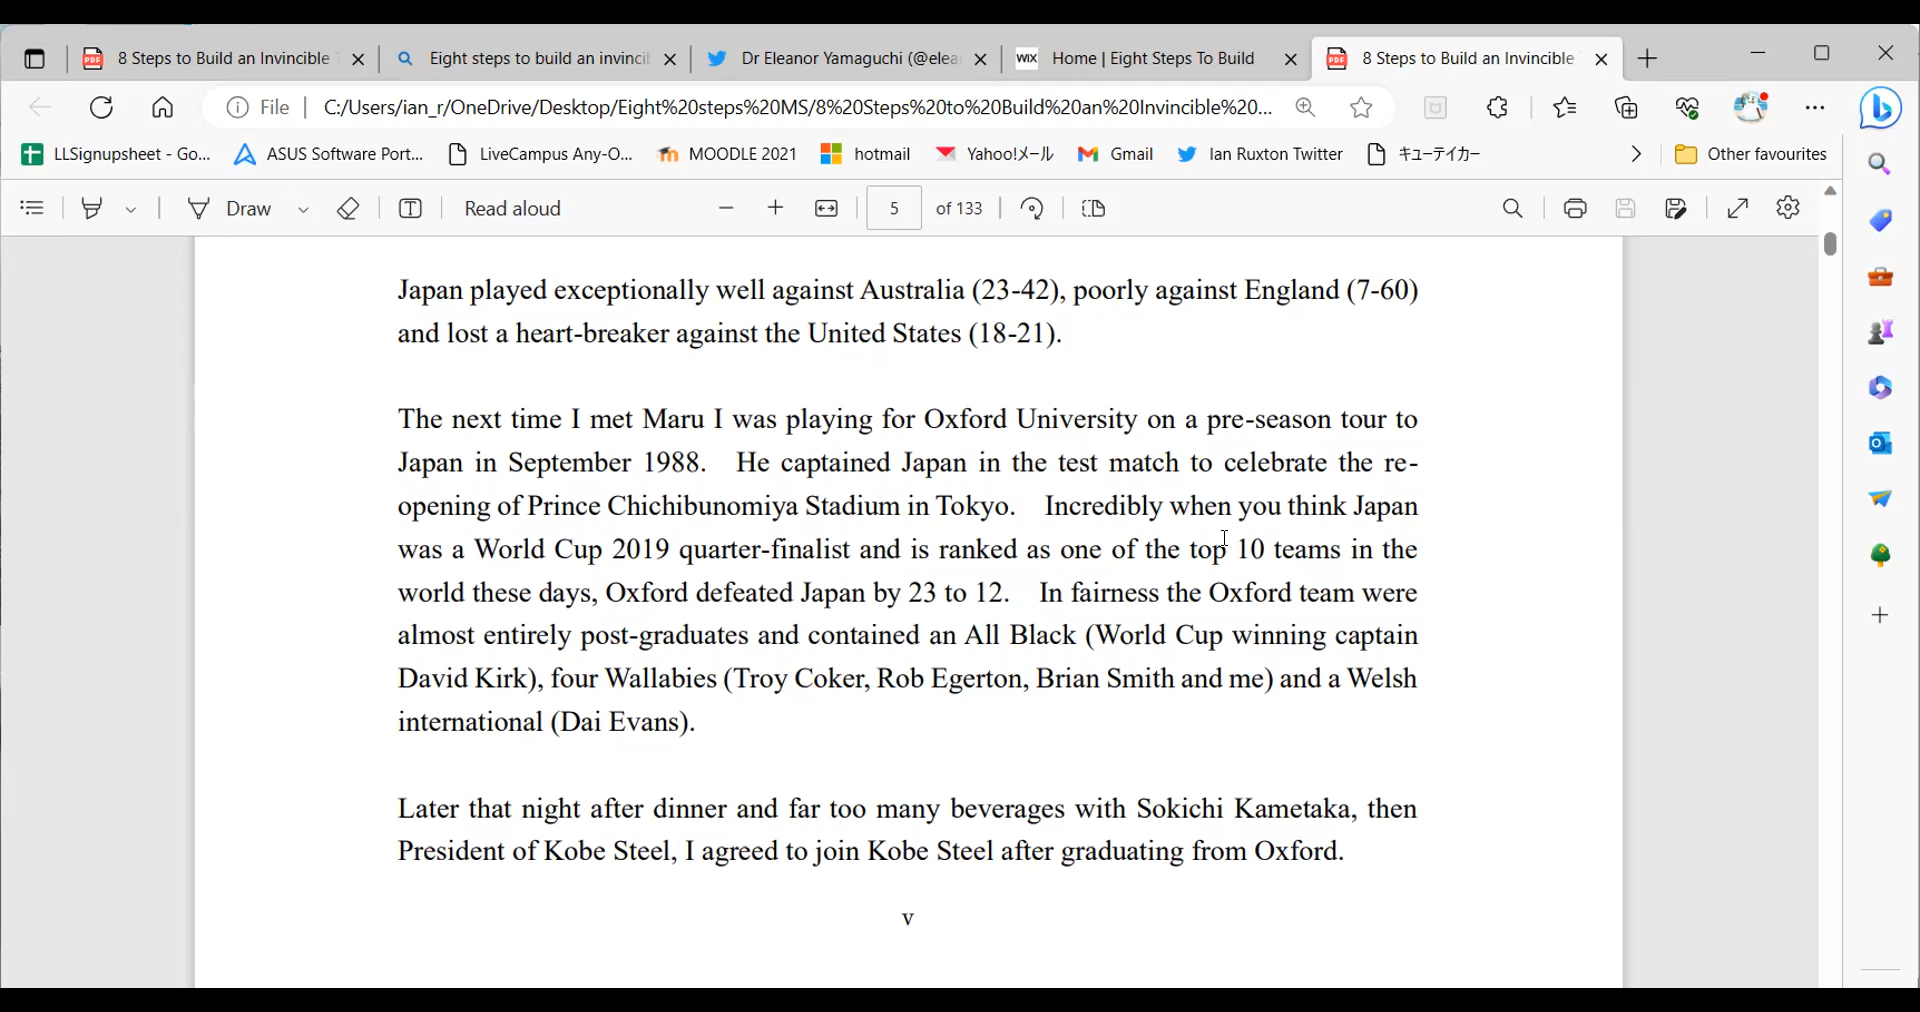 8 Steps to Build an Invincible
Eight steps to build an invincil
Dr Eleanor Yamaguchi (@elea
WIX
Home | Eight Steps To Build
8 Steps to Build an Invincible
File
C:/Users/ian_r/OneDrive/Desktop/Eight%20steps%20MS/8%20Steps%20to%20Build%20an%20Invincible%20...
LLSignupsheet - Go...
ASUS Software Port...
LiveCampus Any-O...
MOODLE 2021
hotmail
Yahoo!メール
Gmail
Ian Ruxton Twitter
キューテイカー
Other favourites
Draw
Read aloud
5
of 133
Japan played exceptionally well against Australia (23-42), poorly against England (7-60)
and lost a heart-breaker against the United States (18-21).
The next time I met Maru I was playing for Oxford University on a pre-season tour to
Japan in September 1988. He captained Japan in the test match to celebrate the re-
opening of Prince Chichibunomiya Stadium in Tokyo. Incredibly when you think Japan
was a World Cup 2019 quarter-finalist and is ranked as one of the top 10 teams in the
world these days, Oxford defeated Japan by 23 to 12. In fairness the Oxford team were
almost entirely post-graduates and contained an All Black (World Cup winning captain
David Kirk), four Wallabies (Troy Coker, Rob Egerton, Brian Smith and me) and a Welsh
international (Dai Evans).
Later that night after dinner and far too many beverages with Sokichi Kametaka, then
President of Kobe Steel, I agreed to join Kobe Steel after graduating from Oxford.
v